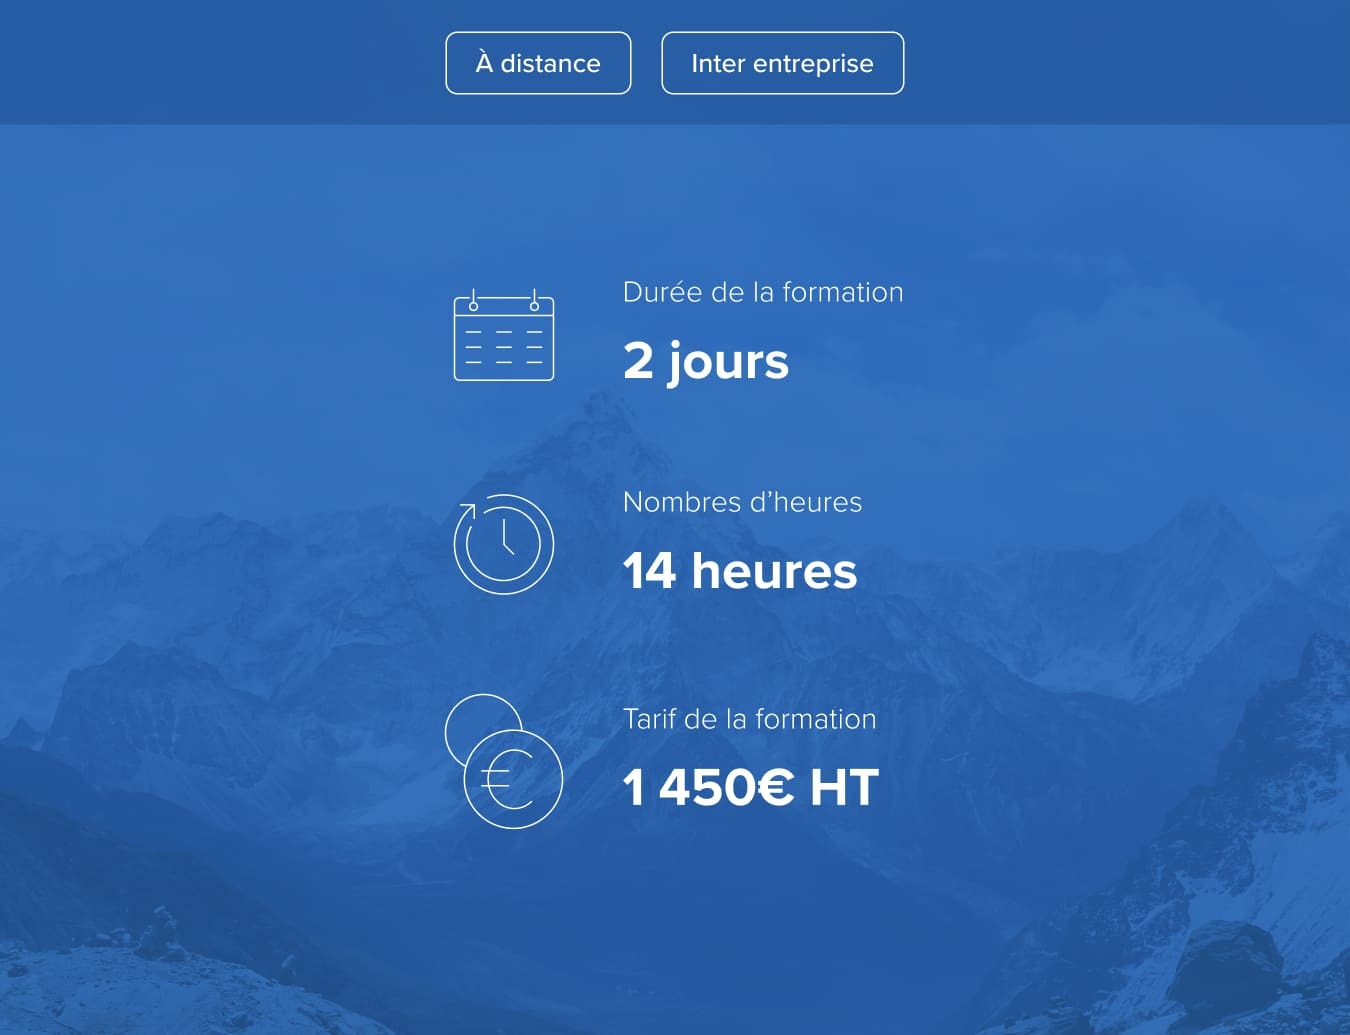 À distance
Inter entreprise
Durée de la formation
2 jours
Nombres d’heures
14 heures
Tarif de la formation
1 450€ HT